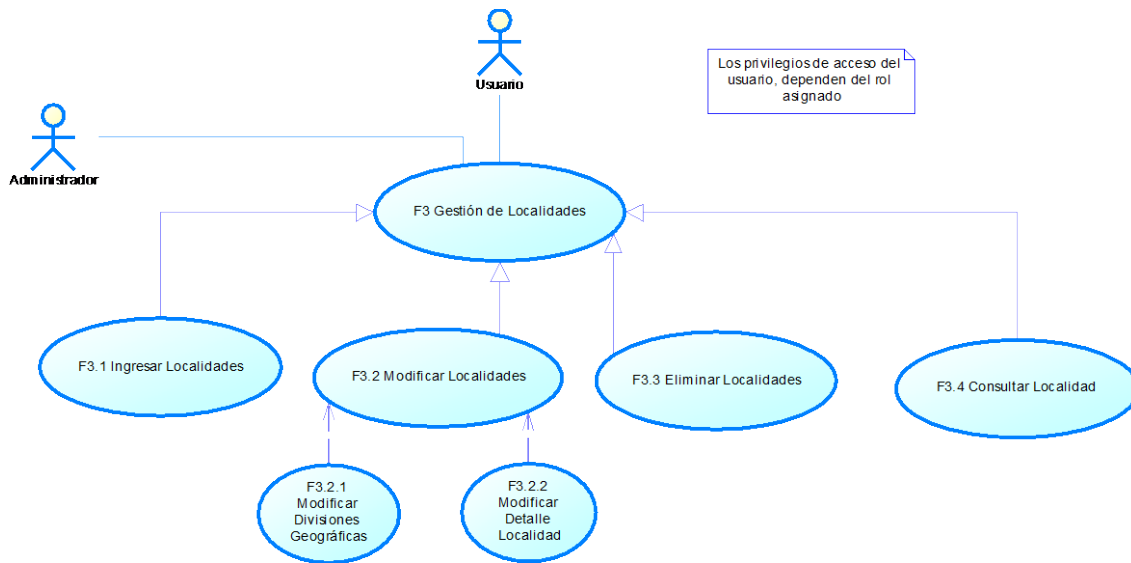 Usuario
Los privilegios de acceso del
usuario, dependen del rol
asignado
Administrador
F3 Gestión de Localidades
F3.1 Ingresar Localidades
F3.2 Modificar Localidades
F3.3 Eliminar Localidades
F3.4 Consultar Localidad
F3.2.1
Modificar
Divisiones
Geográficas
F3.2.2
Modificar
Detalle
Localidad